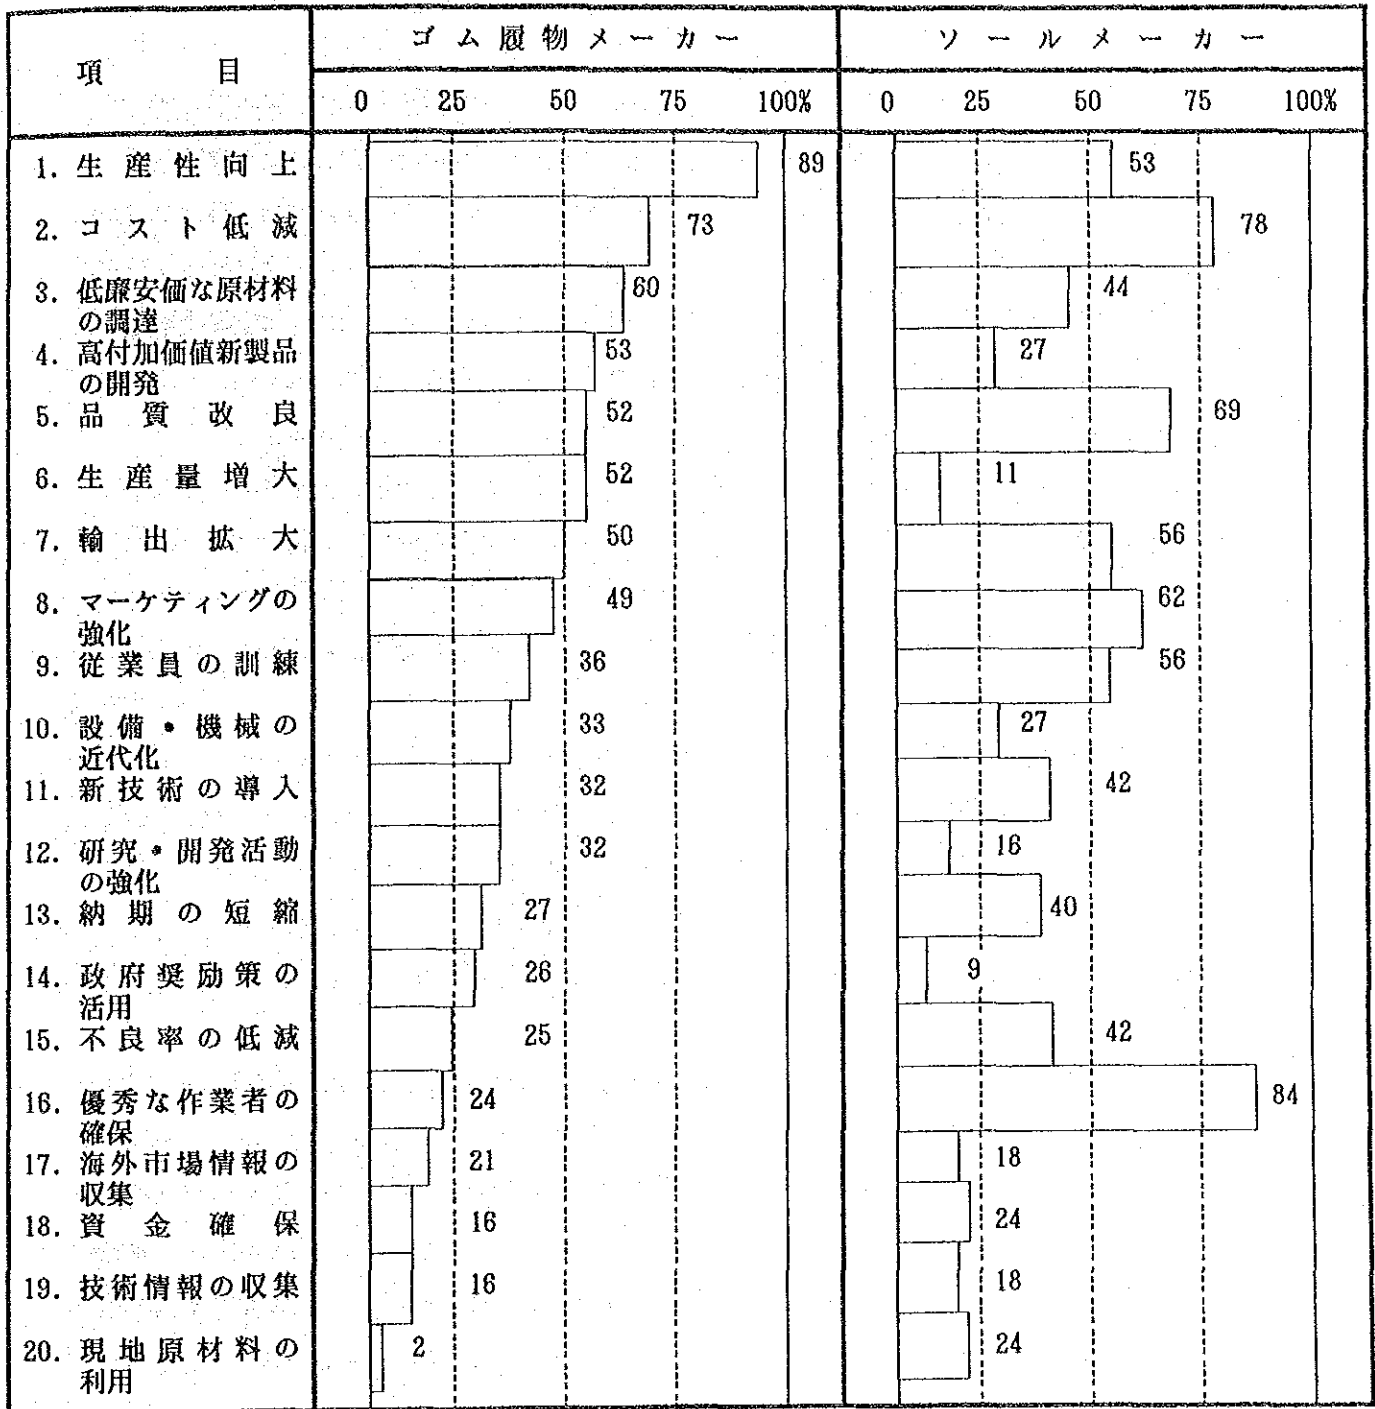 項目
ゴム履物メーカー
ソールメーカー
0 25 50 75 100%
0 25 50 75 100%
1. 生産性向上 89 53
2. コスト低減 73 78
3. 低廉安価な原材料 60 44
の調達
4. 高付加価値新製品 53 27
の開発
5. 品質改良 52 69
6. 生産量増大 52 11
7. 輸出拡大 50 56
8. マーケティングの 49 62
強化
9. 従業員の訓練 36 56
10. 設備・機械の 33 27
近代化
11. 新技術の導入 32 42
12. 研究・開発活動 32 16
の強化
13. 納期の短縮 27 40
14. 政府奨励策の 26 9
活用
15. 不良率の低減 25 42
16. 優秀な作業者の 24 84
確保
17. 海外市場情報の 21 18
収集
18. 資金確保 16 24
19. 技術情報の収集 16 18
20. 現地原材料の 2 24
利用